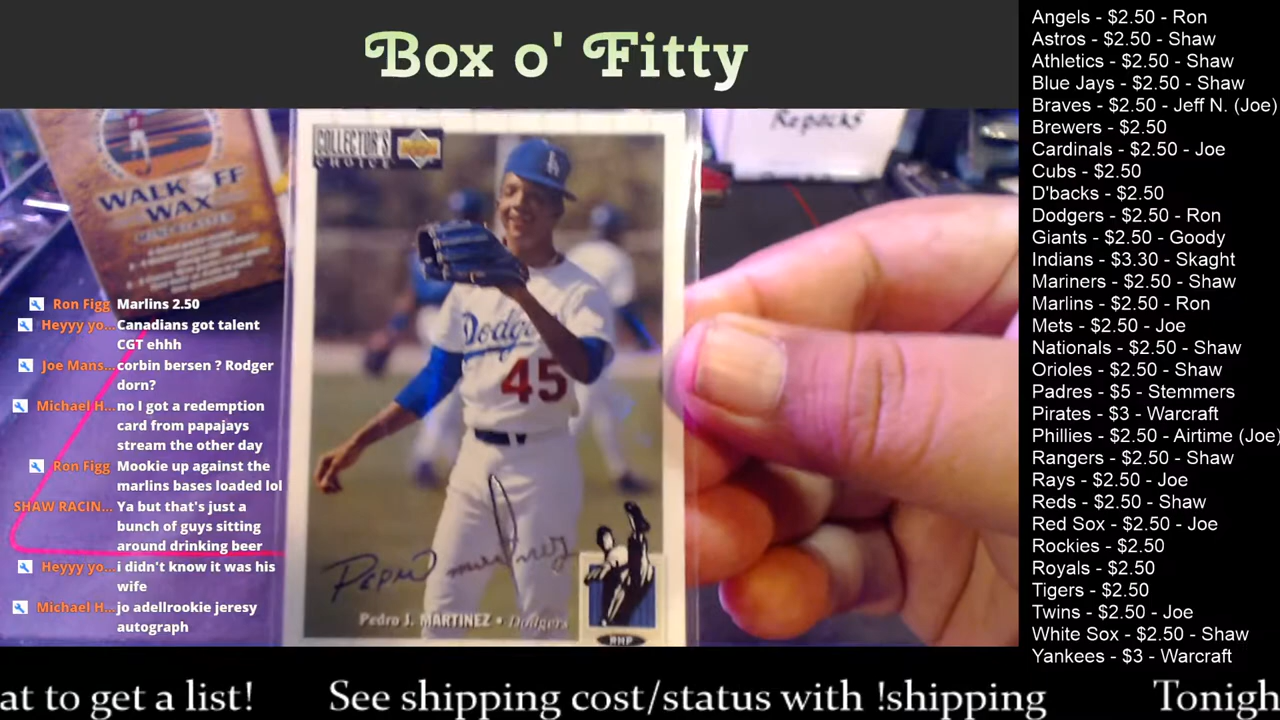 Box o' Fitty
Repacks
COLLECTOR'S
CHOICE
UPPER DECK
WALK OFF
WAX
Dodgers
45
Pedro Martinez
Pedro J. MARTINEZ • Dodgers
RHP
Ron Figg Marlins 2.50
Heyyy yo... Canadians got talent
CGT ehhh
Joe Mans... corbin bersen ? Rodger
dorn?
Michael H... no I got a redemption
card from papajays
stream the other day
Ron Figg Mookie up against the
marlins bases loaded lol
SHAW RACIN... Ya but that's just a
bunch of guys sitting
around drinking beer
Heyyy yo... i didn't know it was his
wife
Michael H... jo adellrookie jeresy
autograph
Angels - $2.50 - Ron
Astros - $2.50 - Shaw
Athletics - $2.50 - Shaw
Blue Jays - $2.50 - Shaw
Braves - $2.50 - Jeff N. (Joe)
Brewers - $2.50
Cardinals - $2.50 - Joe
Cubs - $2.50
D'backs - $2.50
Dodgers - $2.50 - Ron
Giants - $2.50 - Goody
Indians - $3.30 - Skaght
Mariners - $2.50 - Shaw
Marlins - $2.50 - Ron
Mets - $2.50 - Joe
Nationals - $2.50 - Shaw
Orioles - $2.50 - Shaw
Padres - $5 - Stemmers
Pirates - $3 - Warcraft
Phillies - $2.50 - Airtime (Joe)
Rangers - $2.50 - Shaw
Rays - $2.50 - Joe
Reds - $2.50 - Shaw
Red Sox - $2.50 - Joe
Rockies - $2.50
Royals - $2.50
Tigers - $2.50
Twins - $2.50 - Joe
White Sox - $2.50 - Shaw
Yankees - $3 - Warcraft
at to get a list! See shipping cost/status with !shipping Tonigh